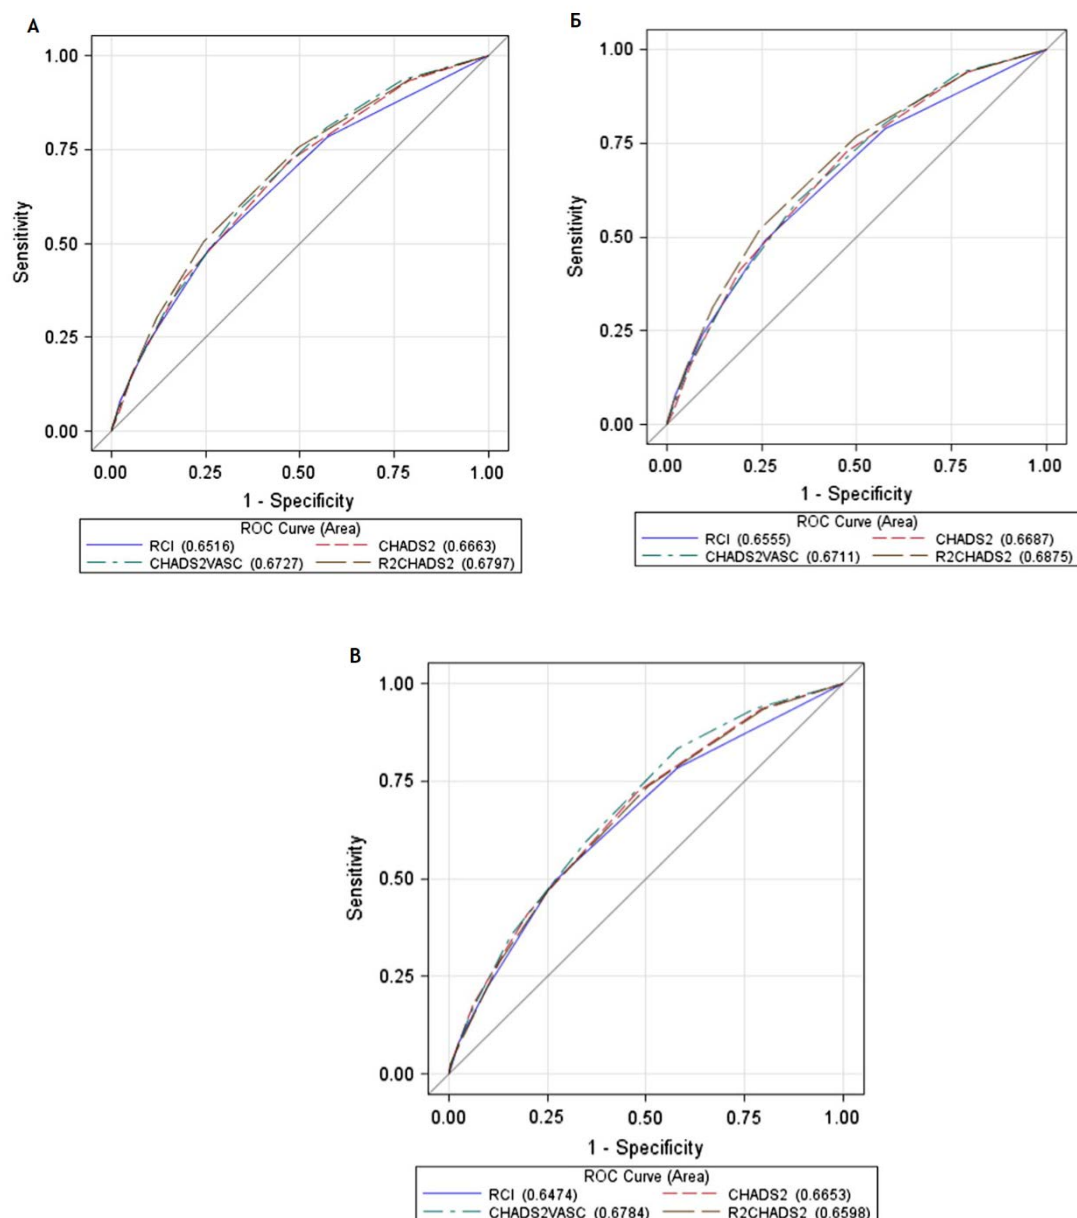 А
1.00
0.75
0.50
0.25
0.00
Sensitivity
0.00 0.25 0.50 0.75 1.00
1 - Specificity
ROC Curve (Area)
RCI (0.6516) CHADS2 (0.6663)
CHADS2VASC (0.6727) R2CHADS2 (0.6797)
Б
1.00
0.75
0.50
0.25
0.00
Sensitivity
0.00 0.25 0.50 0.75 1.00
1 - Specificity
ROC Curve (Area)
RCI (0.6555) CHADS2 (0.6687)
CHADS2VASC (0.6711) R2CHADS2 (0.6875)
В
1.00
0.75
0.50
0.25
0.00
Sensitivity
0.00 0.25 0.50 0.75 1.00
1 - Specificity
ROC Curve (Area)
RCI (0.6474) CHADS2 (0.6653)
CHADS2VASC (0.6784) R2CHADS2 (0.6598)